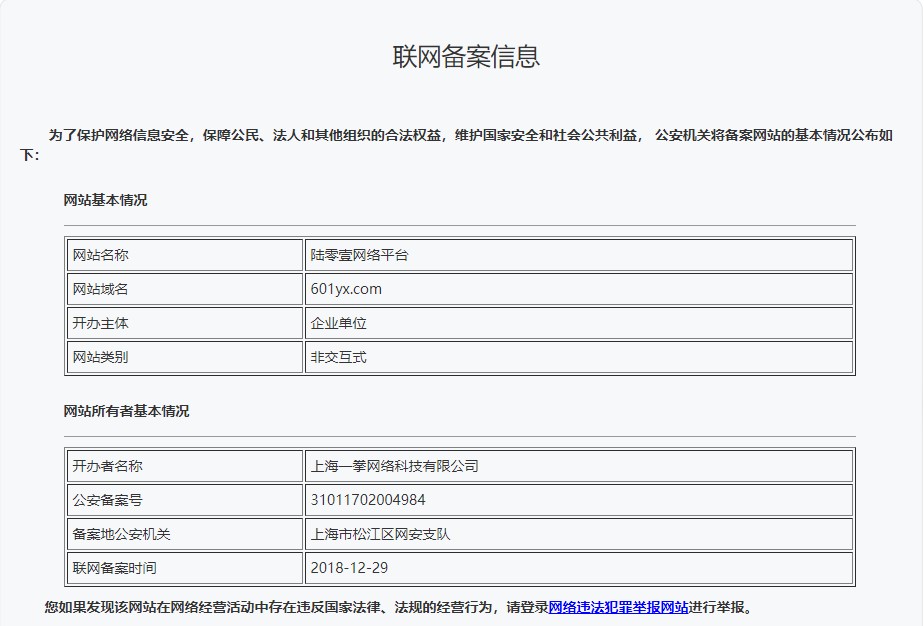 联网备案信息
为了保护网络信息安全，保障公民、法人和其他组织的合法权益，维护国家安全和社会公共利益， 公安机关将备案网站的基本情况公布如
下：
网站基本情况
网站名称 陆零壹网络平台
网站域名 601yx.com
开办主体 企业单位
网站类别 非交互式
网站所有者基本情况
开办者名称 上海一拳网络科技有限公司
公安备案号 31011702004984
备案地公安机关 上海市松江区网安支队
联网备案时间 2018-12-29
您如果发现该网站在网络经营活动中存在违反国家法律、法规的经营行为，请登录网络违法犯罪举报网站进行举报。